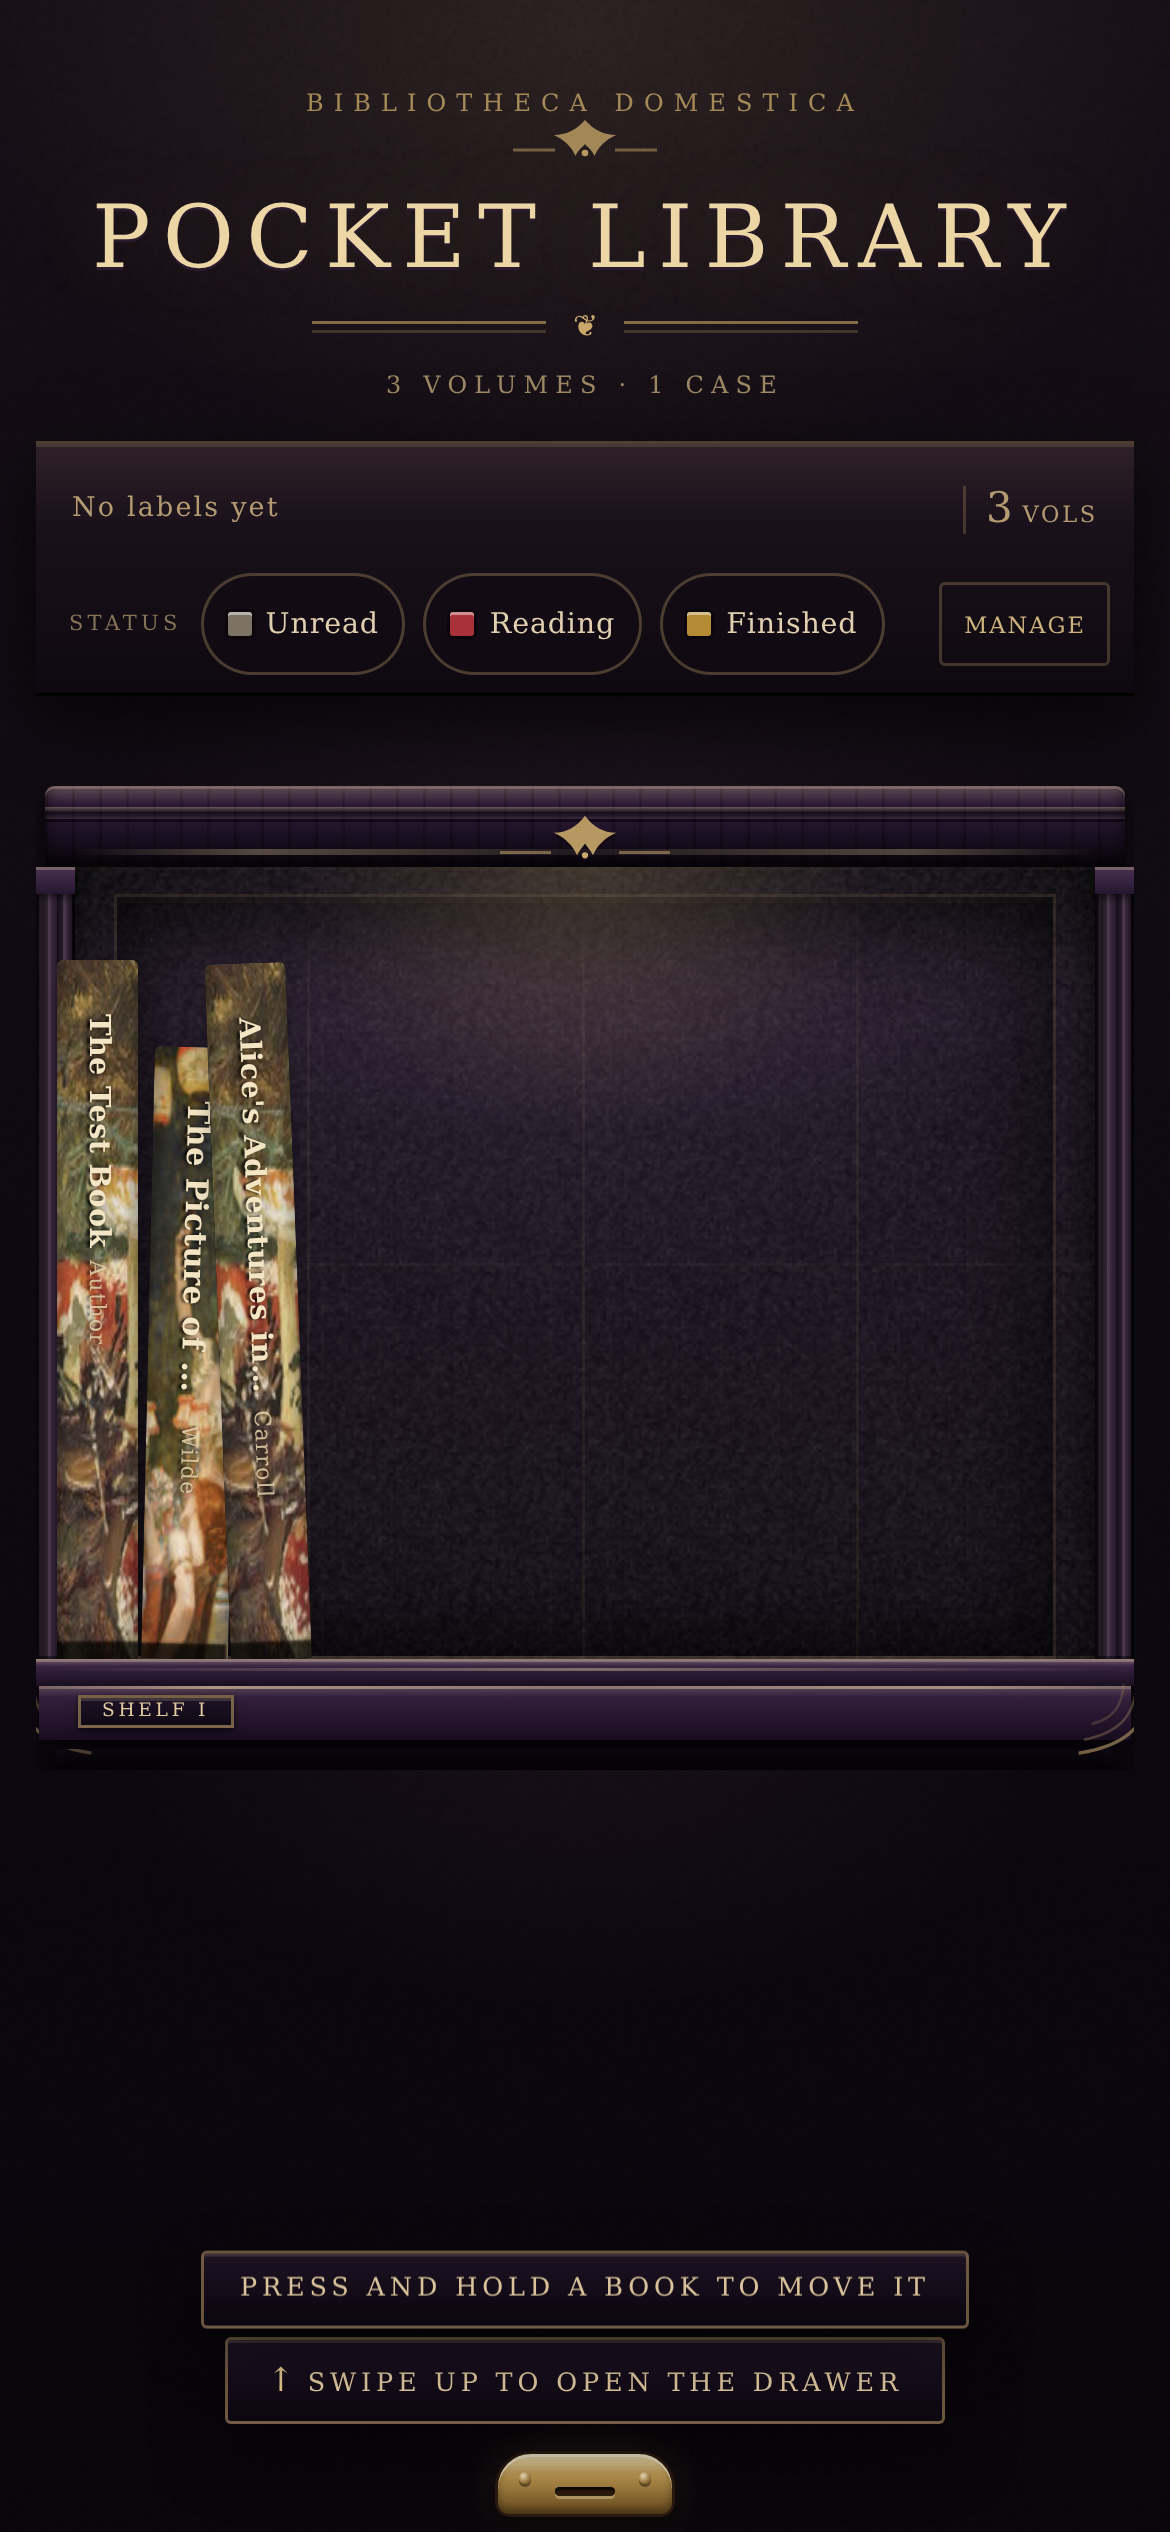 BIBLIOTHECA DOMESTICA
POCKET LIBRARY
3 VOLUMES · 1 CASE
No labels yet
3 VOLS
STATUS Unread Reading Finished MANAGE
The Test Book Author
The Picture of ... Wilde
Alice's Adventures in... Carroll
SHELF I
PRESS AND HOLD A BOOK TO MOVE IT
↑ SWIPE UP TO OPEN THE DRAWER